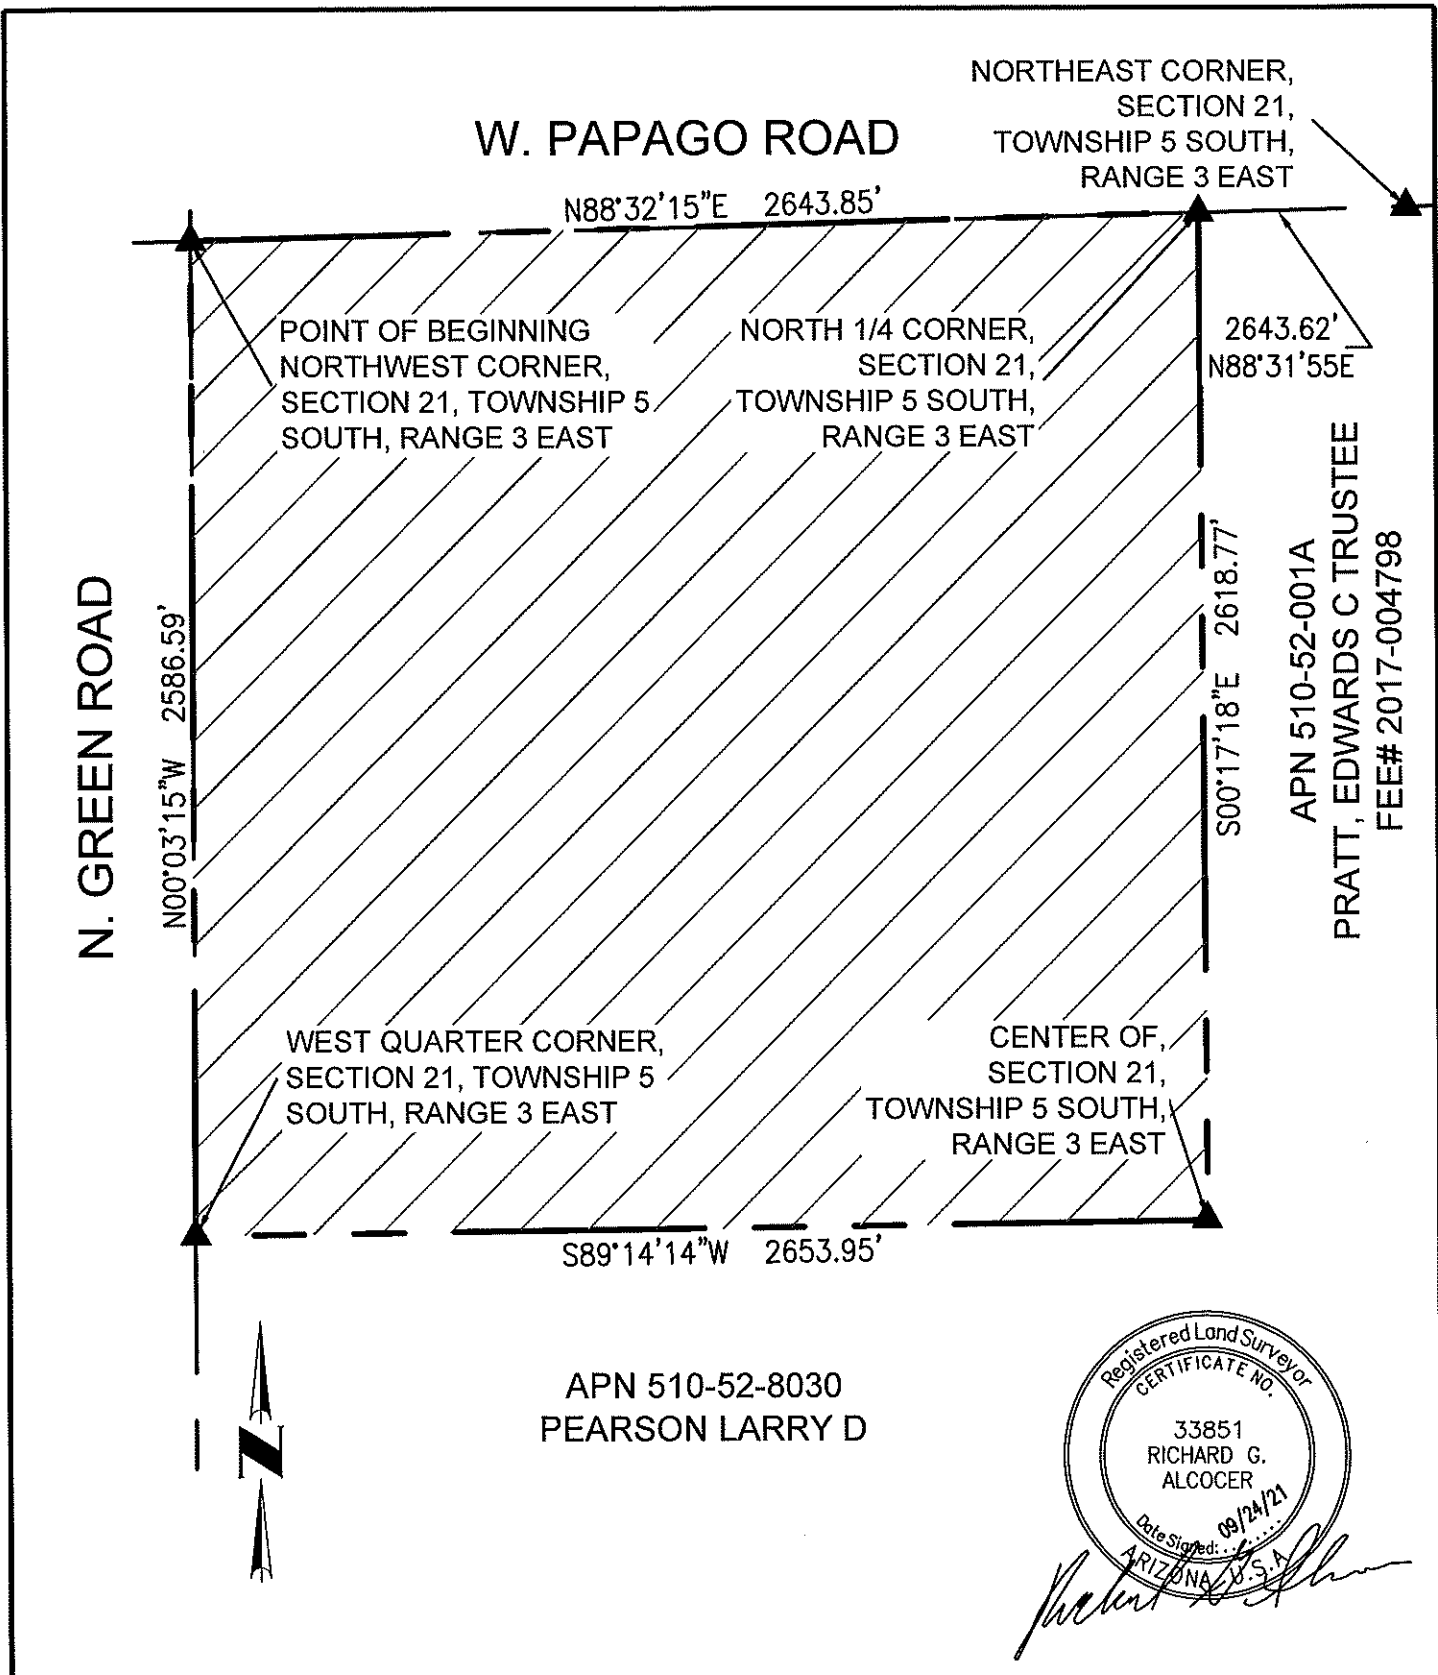 NORTHEAST CORNER,
SECTION 21,
TOWNSHIP 5 SOUTH,
RANGE 3 EAST
W. PAPAGO ROAD
N88°32'15"E 2643.85'
POINT OF BEGINNING
NORTHWEST CORNER,
SECTION 21, TOWNSHIP 5
SOUTH, RANGE 3 EAST
NORTH 1/4 CORNER,
SECTION 21,
TOWNSHIP 5 SOUTH,
RANGE 3 EAST
2643.62'
N88°31'55E
N. GREEN ROAD
N00°03'15"W 2586.59'
S00°17'18"E 2618.77'
APN 510-52-001A
PRATT, EDWARDS C TRUSTEE
FEE# 2017-004798
WEST QUARTER CORNER,
SECTION 21, TOWNSHIP 5
SOUTH, RANGE 3 EAST
CENTER OF,
SECTION 21,
TOWNSHIP 5 SOUTH,
RANGE 3 EAST
S89°14'14"W 2653.95'
N
APN 510-52-8030
PEARSON LARRY D
Registered Land Surveyor
CERTIFICATE NO.
33851
RICHARD G.
ALCOCER
Date Signed: 09/24/21
ARIZONA, U.S.A.